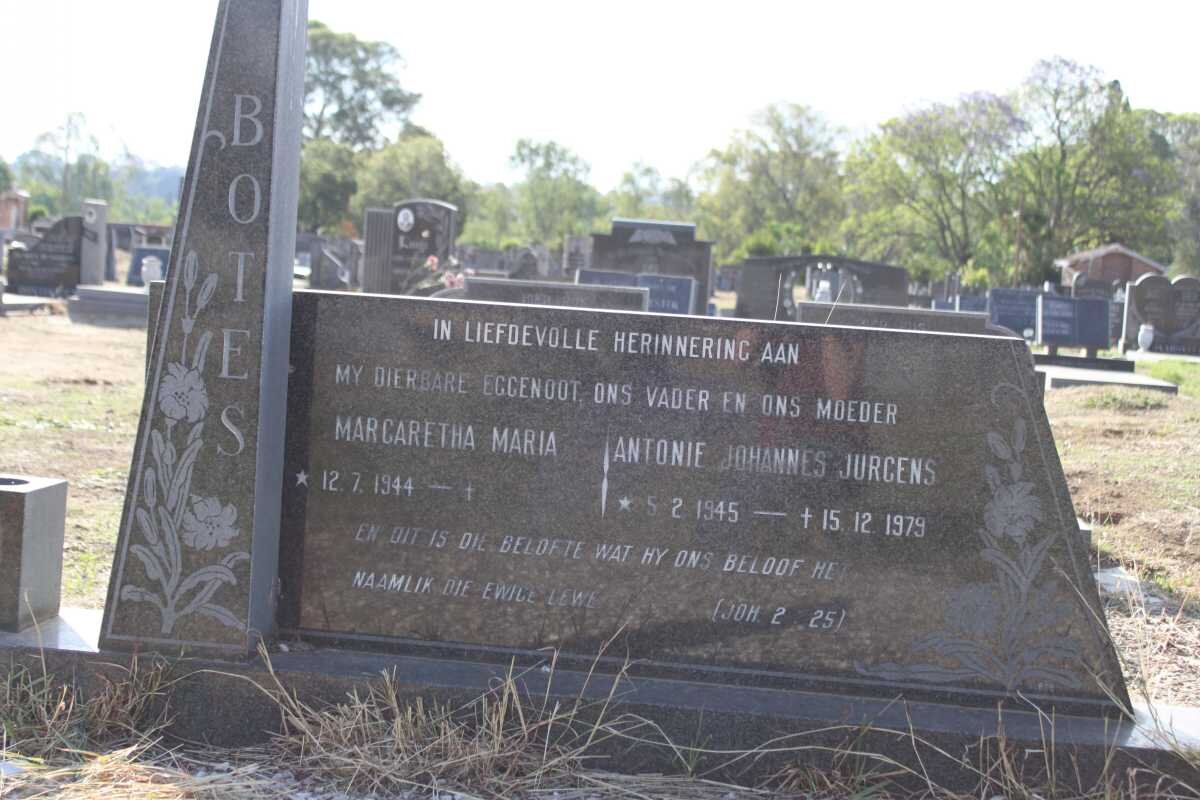 BOTES
IN LIEFDEVOLLE HERINNERING AAN
MY DIERBARE EGGENOOT, ONS VADER EN ONS MOEDER
MARGARETHA MARIA
★ 12. 7. 1944 — †
ANTONIE JOHANNES JURGENS
★ 5. 2. 1945 — † 15. 12. 1979
EN DIT IS DIE BELOFTE WAT HY ONS BELOOF HET
NAAMLIK DIE EWIGE LEWE (JOH. 2 : 25)